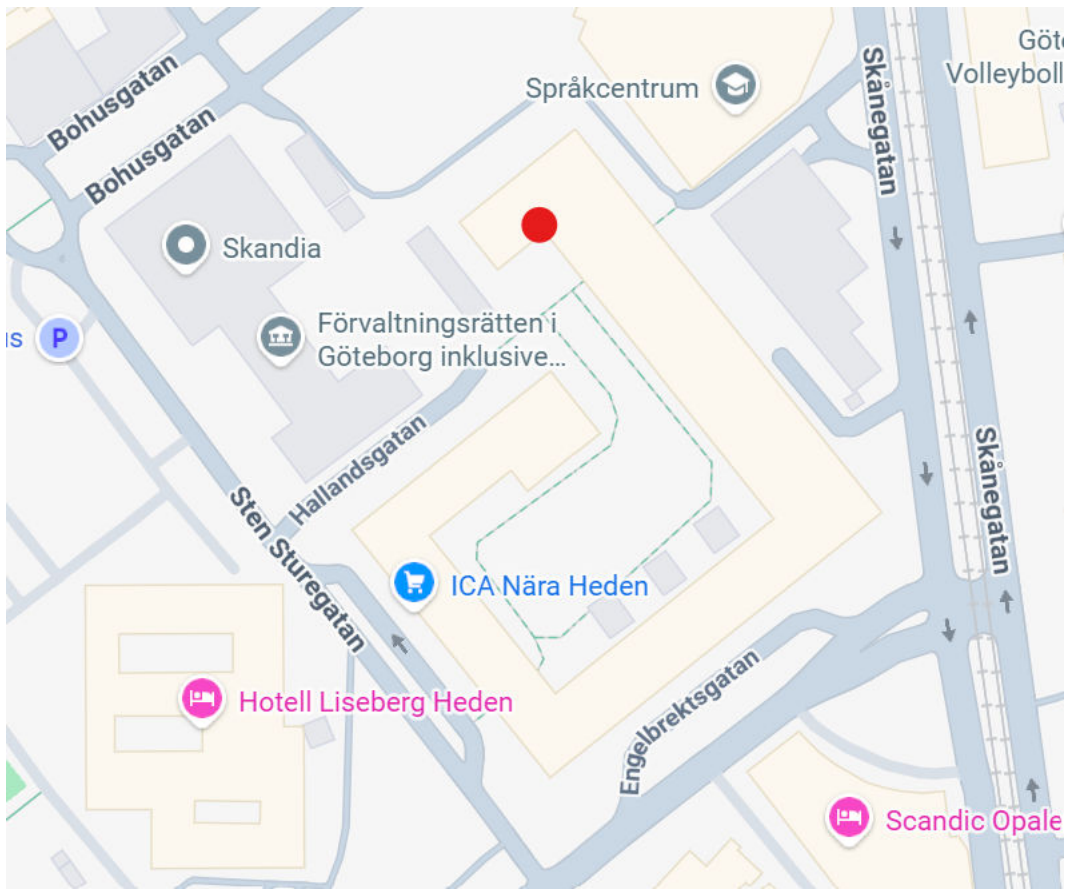 Bohusgatan
Bohusgatan
Språkcentrum
Skånegatan
Göt
Volleyboll
Skandia
Förvaltningsrätten i
Göteborg inklusive...
P
Hallandsgatan
Sten Sturegatan
Skånegatan
ICA Nära Heden
Hotell Liseberg Heden
Engelbrektsgatan
Scandic Opale